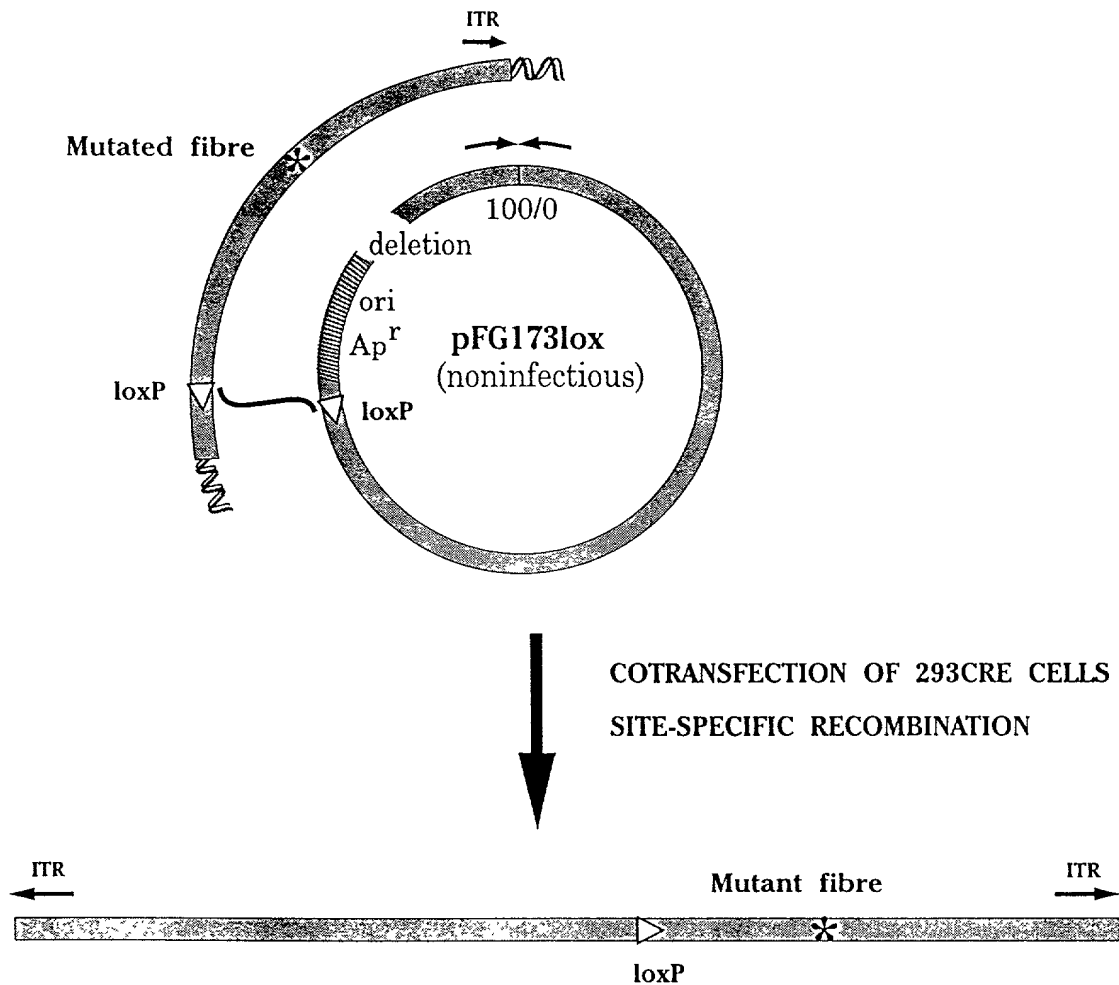 ITR
Mutated fibre
*
100/0
deletion
ori
Ap^r
pFG173lox
(noninfectious)
loxP
loxP
COTRANSFECTION OF 293CRE CELLS
SITE-SPECIFIC RECOMBINATION
ITR
Mutant fibre
ITR
*
loxP